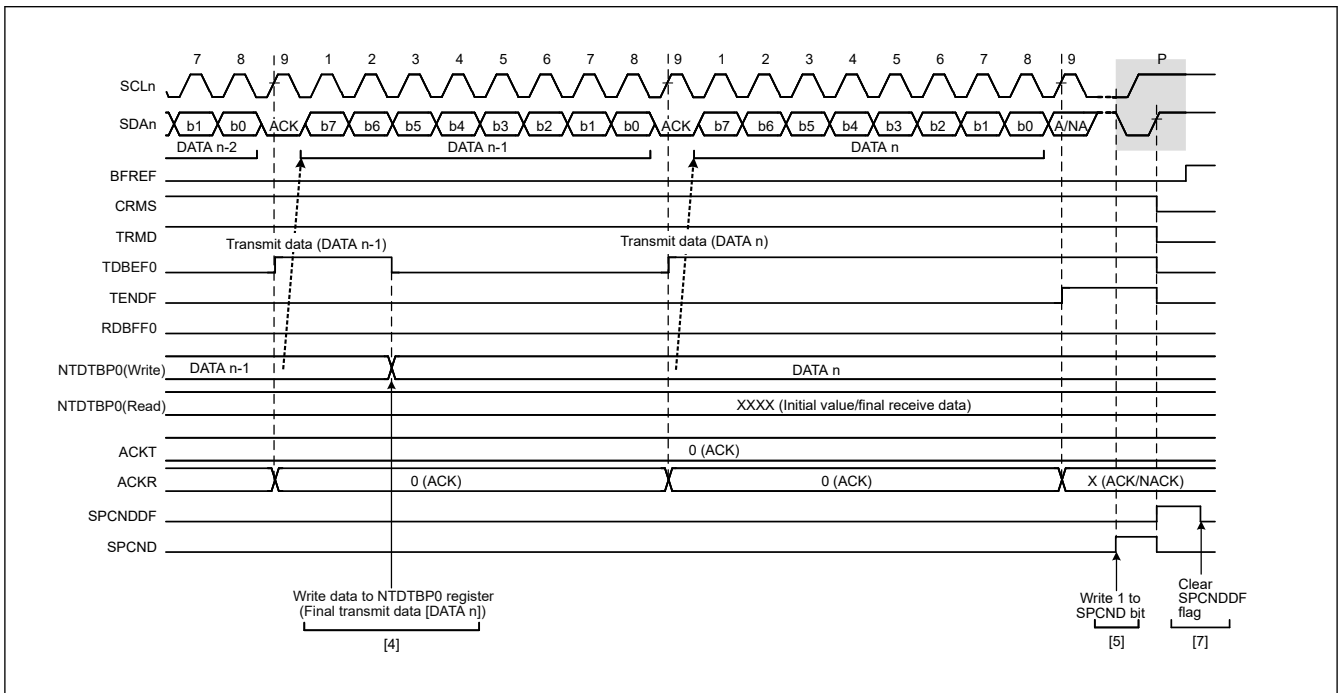 7 8 9 1 2 3 4 5 6 7 8 9 1 2 3 4 5 6 7 8 9 P
SCLn
SDAn b1 b0 ACK b7 b6 b5 b4 b3 b2 b1 b0 ACK b7 b6 b5 b4 b3 b2 b1 b0 A/NA
DATA n-2 DATA n-1 DATA n
BFREF
CRMS
TRMD
Transmit data (DATA n-1) Transmit data (DATA n)
TDBEF0
TENDF
RDBFF0
NTDTBP0(Write) DATA n-1 DATA n
NTDTBP0(Read) XXXX (Initial value/final receive data)
ACKT 0 (ACK)
ACKR 0 (ACK) 0 (ACK) X (ACK/NACK)
SPCNDDF
SPCND
Write data to NTDTBP0 register
(Final transmit data [DATA n])
[4]
Write 1 to
SPCND bit
[5]
Clear
SPCNDDF
flag
[7]